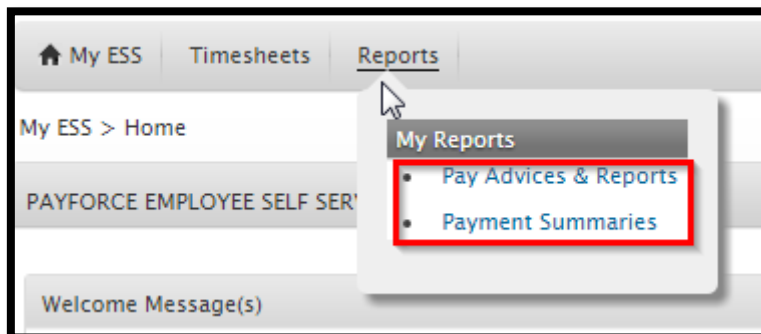 My ESS Timesheets Reports
My ESS > Home
My Reports
Pay Advices & Reports
PAYFORCE EMPLOYEE SELF SER
Payment Summaries
Welcome Message(s)